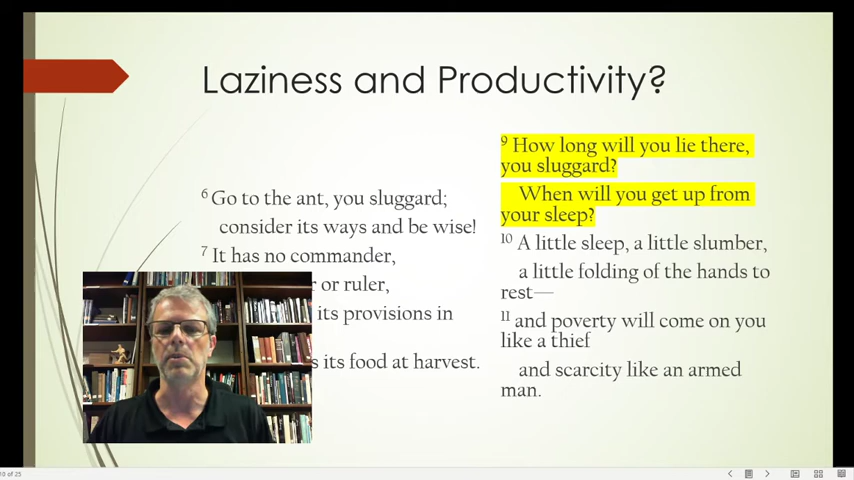 Laziness and Productivity?
6 Go to the ant, you sluggard;
consider its ways and be wise!
7 It has no commander,
or ruler,
its provisions in
its food at harvest.
9 How long will you lie there,
you sluggard?
When will you get up from
your sleep?
10 A little sleep, a little slumber,
a little folding of the hands to
rest—
11 and poverty will come on you
like a thief
and scarcity like an armed
man.
10 of 25